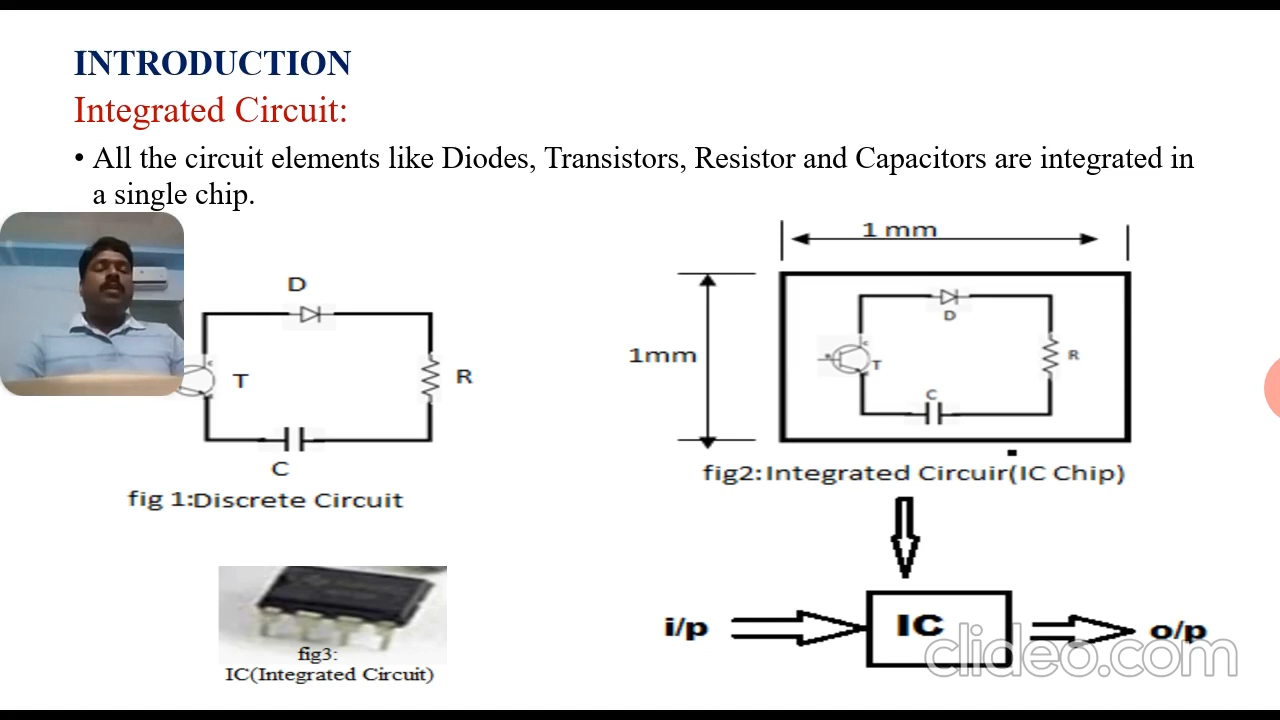 INTRODUCTION
Integrated Circuit:
• All the circuit elements like Diodes, Transistors, Resistor and Capacitors are integrated in
a single chip.
D
c
T
R
C
fig 1:Discrete Circuit
1 mm
1mm
D
c
T
R
C
fig2:Integrated Circuir(IC Chip)
i/p
IC
o/p
clideo.com
fig3:
IC(Integrated Circuit)